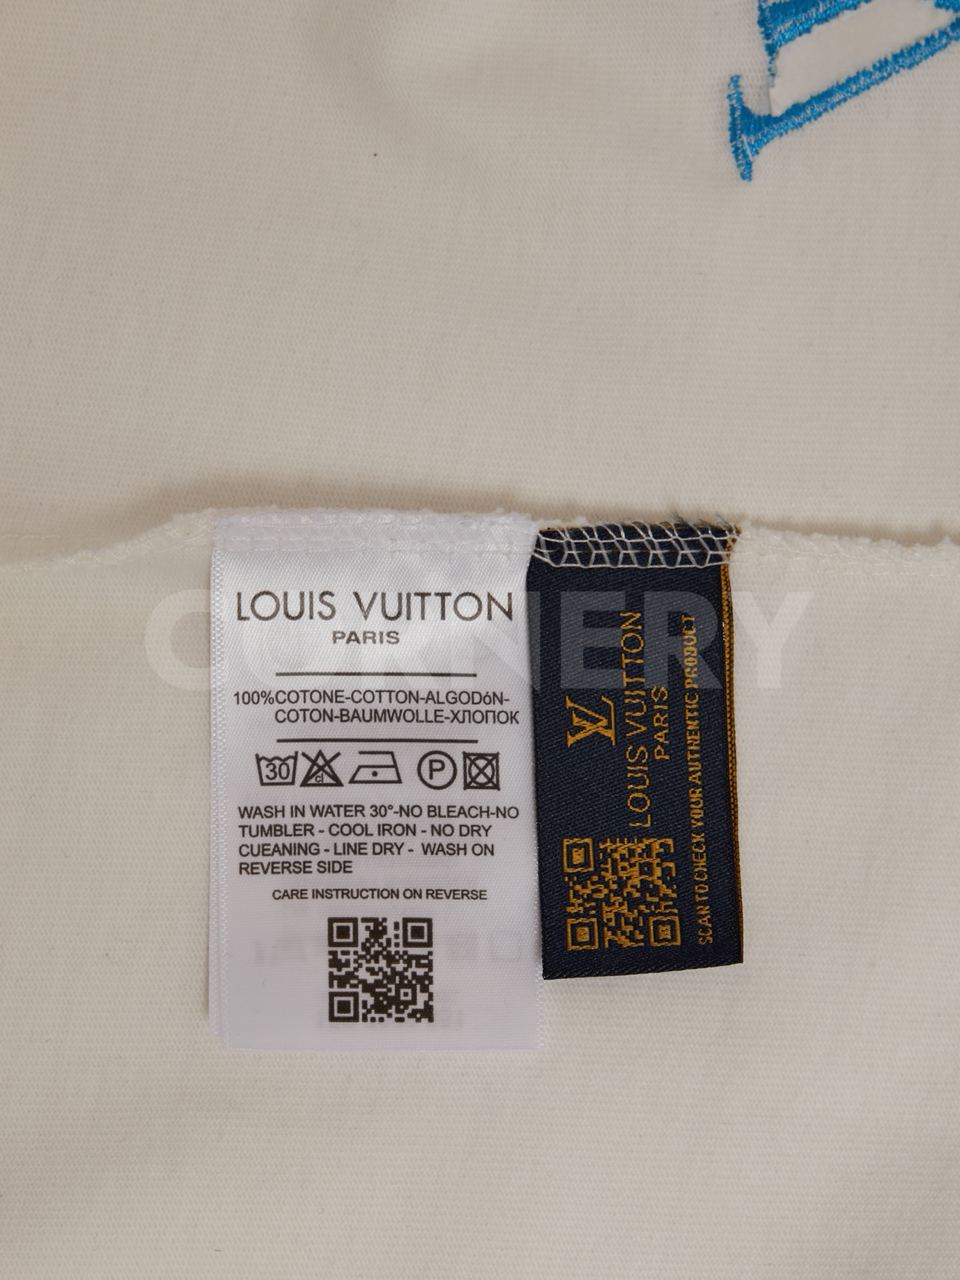 LOUIS VUITTON
PARIS
100%COTONE-COTTON-ALGODóN-
COTON-BAUMWOLLE-ХЛОПОК
30 cl P
WASH IN WATER 30°-NO BLEACH-NO
TUMBLER - COOL IRON - NO DRY
CUEANING - LINE DRY - WASH ON
REVERSE SIDE
CARE INSTRUCTION ON REVERSE
LV
LOUIS VUITTON
PARIS
SCAN TO CHECK YOUR AUTHENTIC PRODUCT
CORNERY